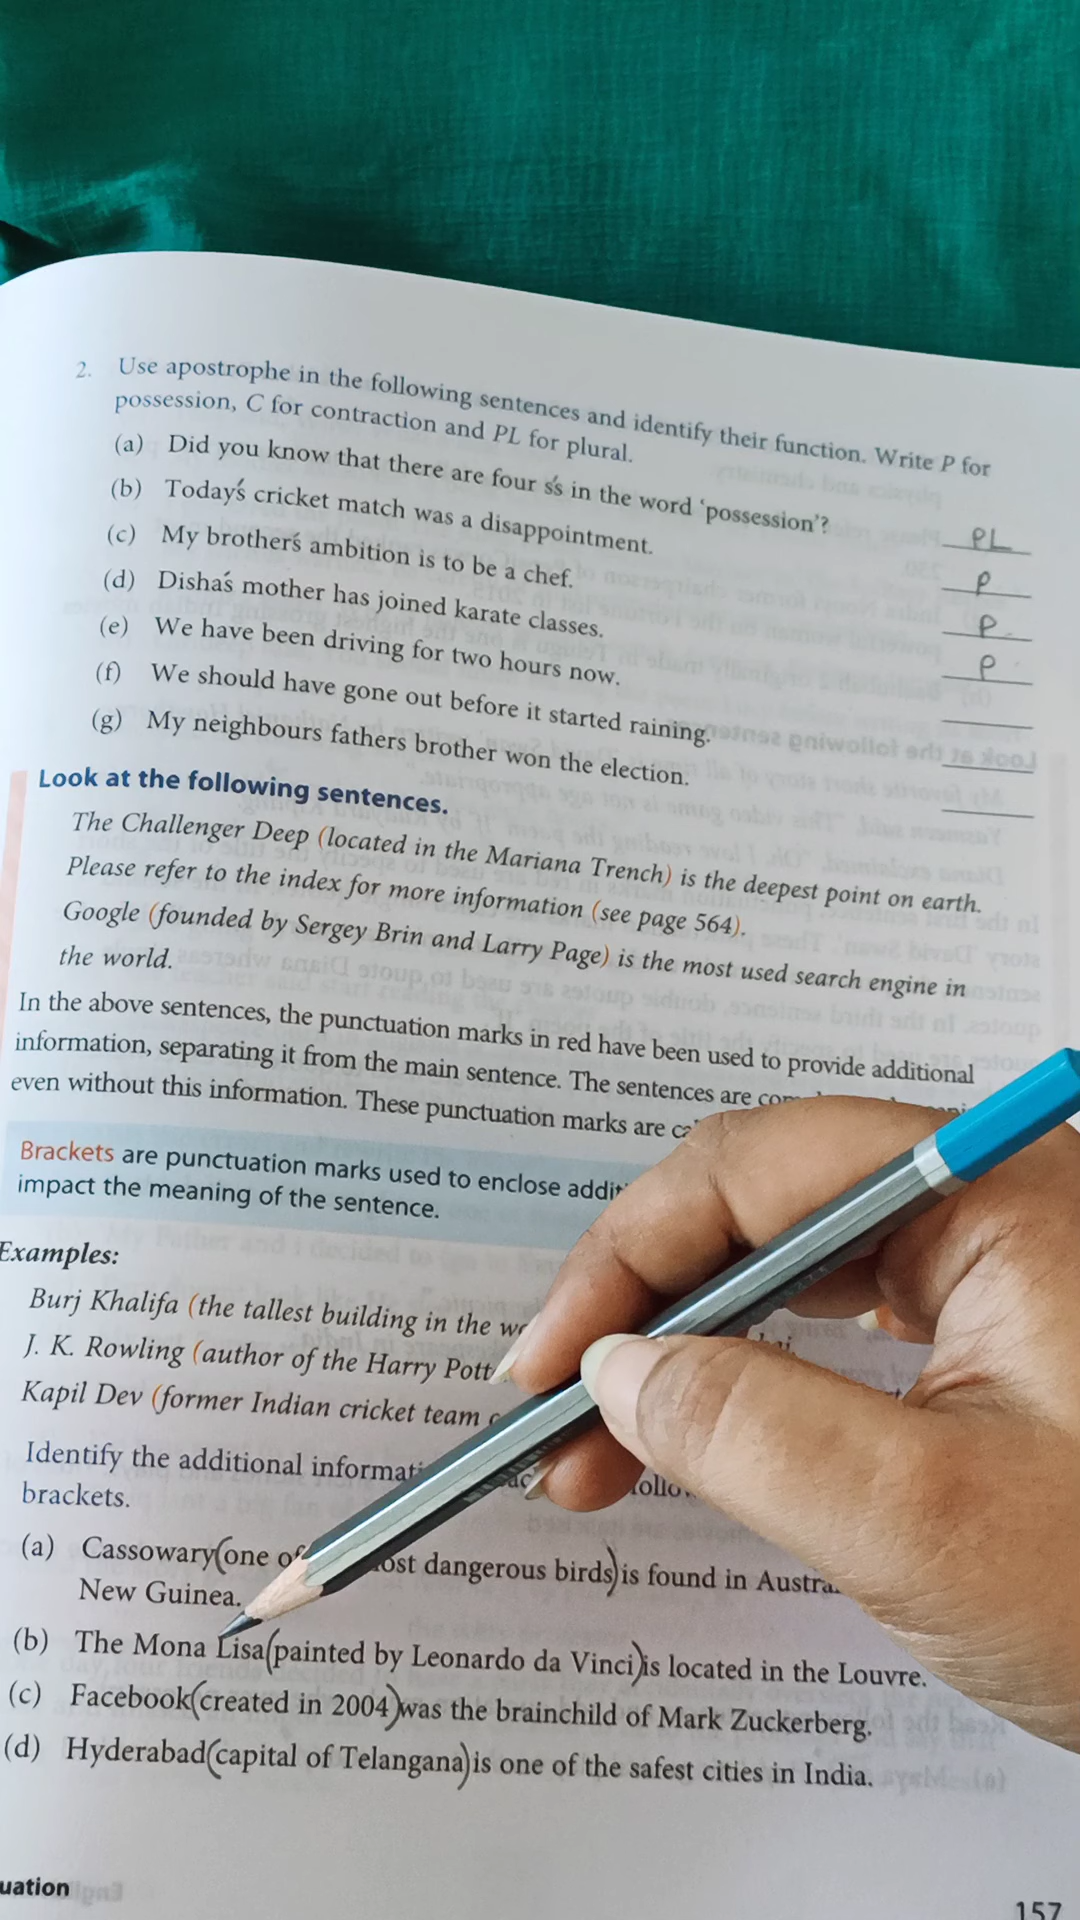 2. Use apostrophe in the following sentences and identify their function. Write P for
possession, C for contraction and PL for plural.
(a) Did you know that there are four s's in the word ‘possession’? PL
(b) Today's cricket match was a disappointment. P
(c) My brother's ambition is to be a chef. P
(d) Disha's mother has joined karate classes. P
(e) We have been driving for two hours now.
(f) We should have gone out before it started raining.
(g) My neighbours fathers brother won the election.
Look at the following sentences.
The Challenger Deep (located in the Mariana Trench) is the deepest point on earth.
Please refer to the index for more information (see page 564).
Google (founded by Sergey Brin and Larry Page) is the most used search engine in
the world.
In the above sentences, the punctuation marks in red have been used to provide additional
information, separating it from the main sentence. The sentences are
even without this information. These punctuation marks are
Brackets are punctuation marks used to enclose
impact the meaning of the sentence.
Examples:
Burj Khalifa (the tallest building in the
J. K. Rowling (author of the Harry
Kapil Dev (former Indian cricket team
Identify the additional
brackets.
(a) Cassowary(one dangerous birds)is found in
New Guinea.
(b) The Mona Lisa(painted by Leonardo da Vinci)is located in the Louvre.
(c) Facebook(created in 2004)was the brainchild of Mark Zuckerberg.
(d) Hyderabad(capital of Telangana)is one of the safest cities in India.
157